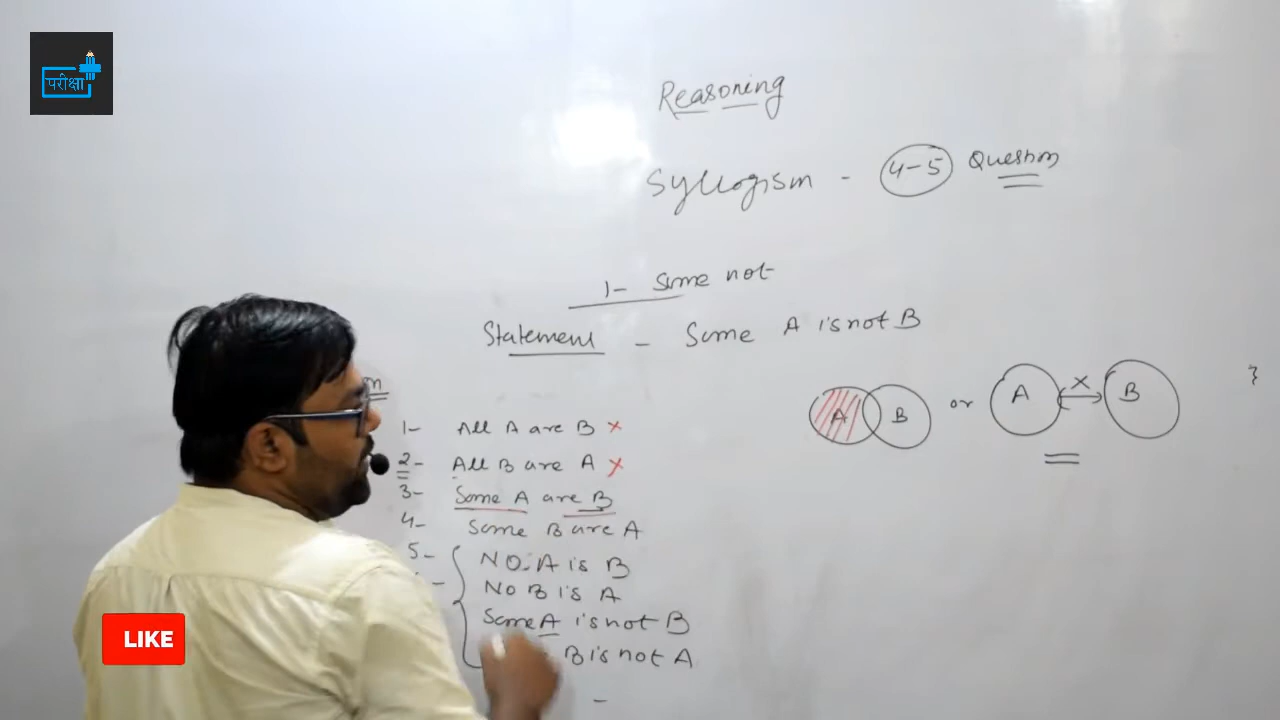 परीक्षा
Reasoning
Syllogism - 4-5 Question
1- Some not
Statement - Some A is not B
A B or A x B }
1- All A are B x
2- All B are A x
3- Some A are B
4- Some B are A
5- NO A is B
- No B is A
Some A is not B
B is not A
-
LIKE